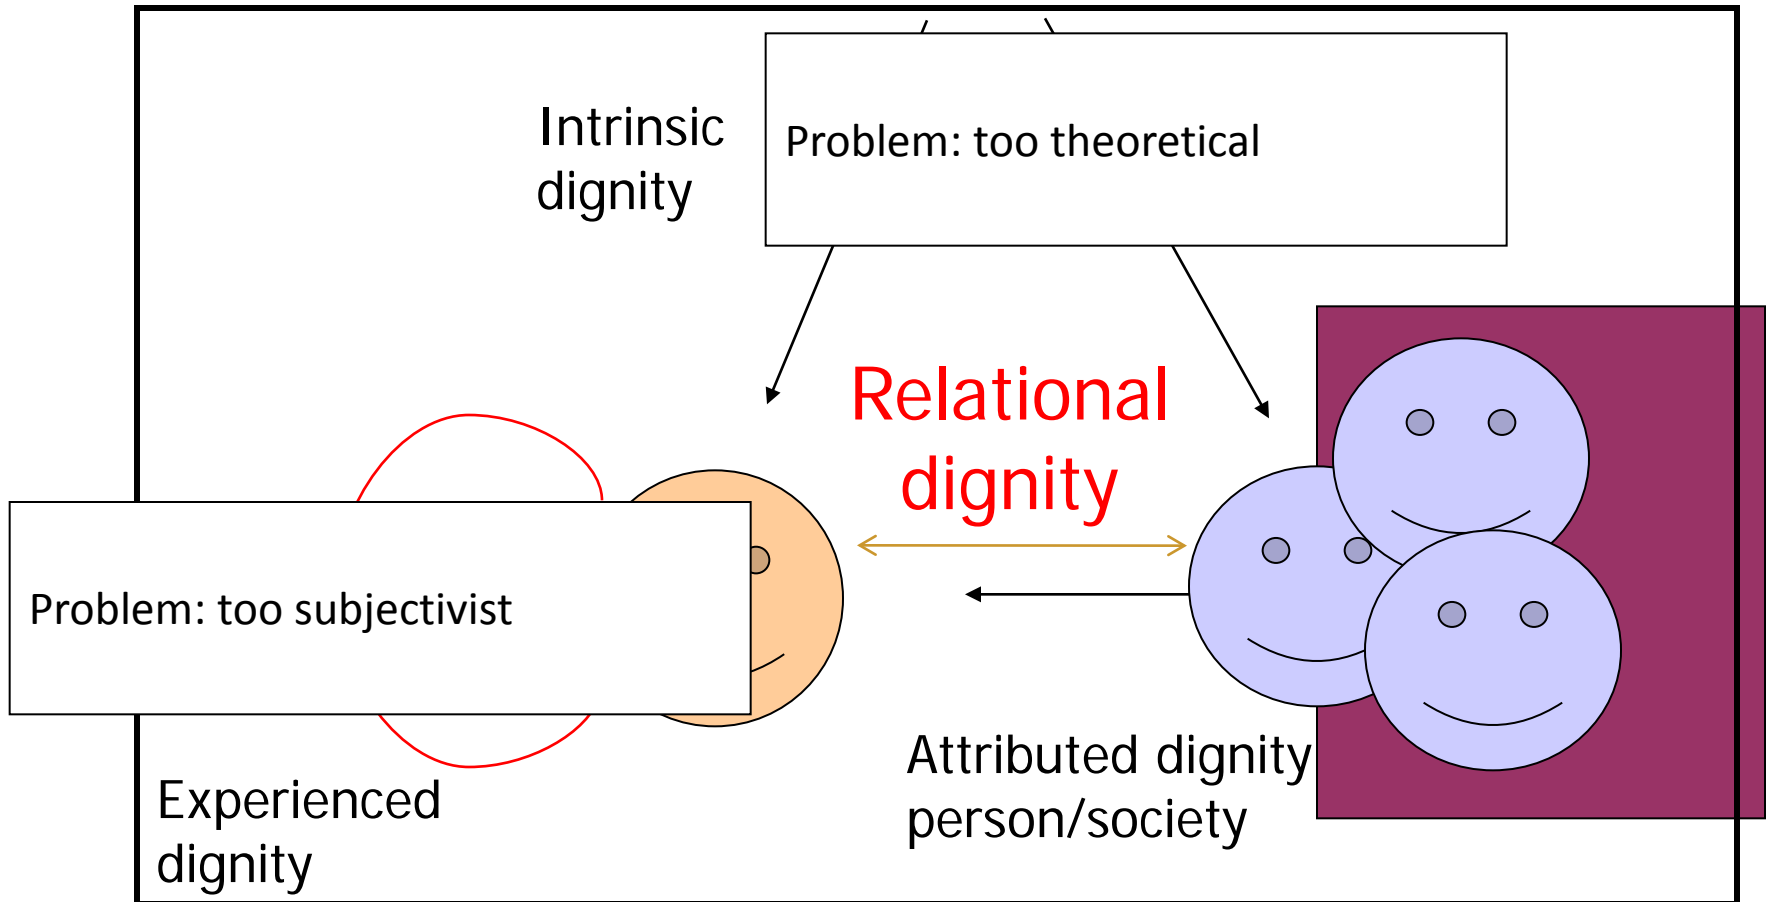 Intrinsic
dignity
Problem: too theoretical
Relational
dignity
Problem: too subjectivist
Attributed dignity
person/society
Experienced
dignity